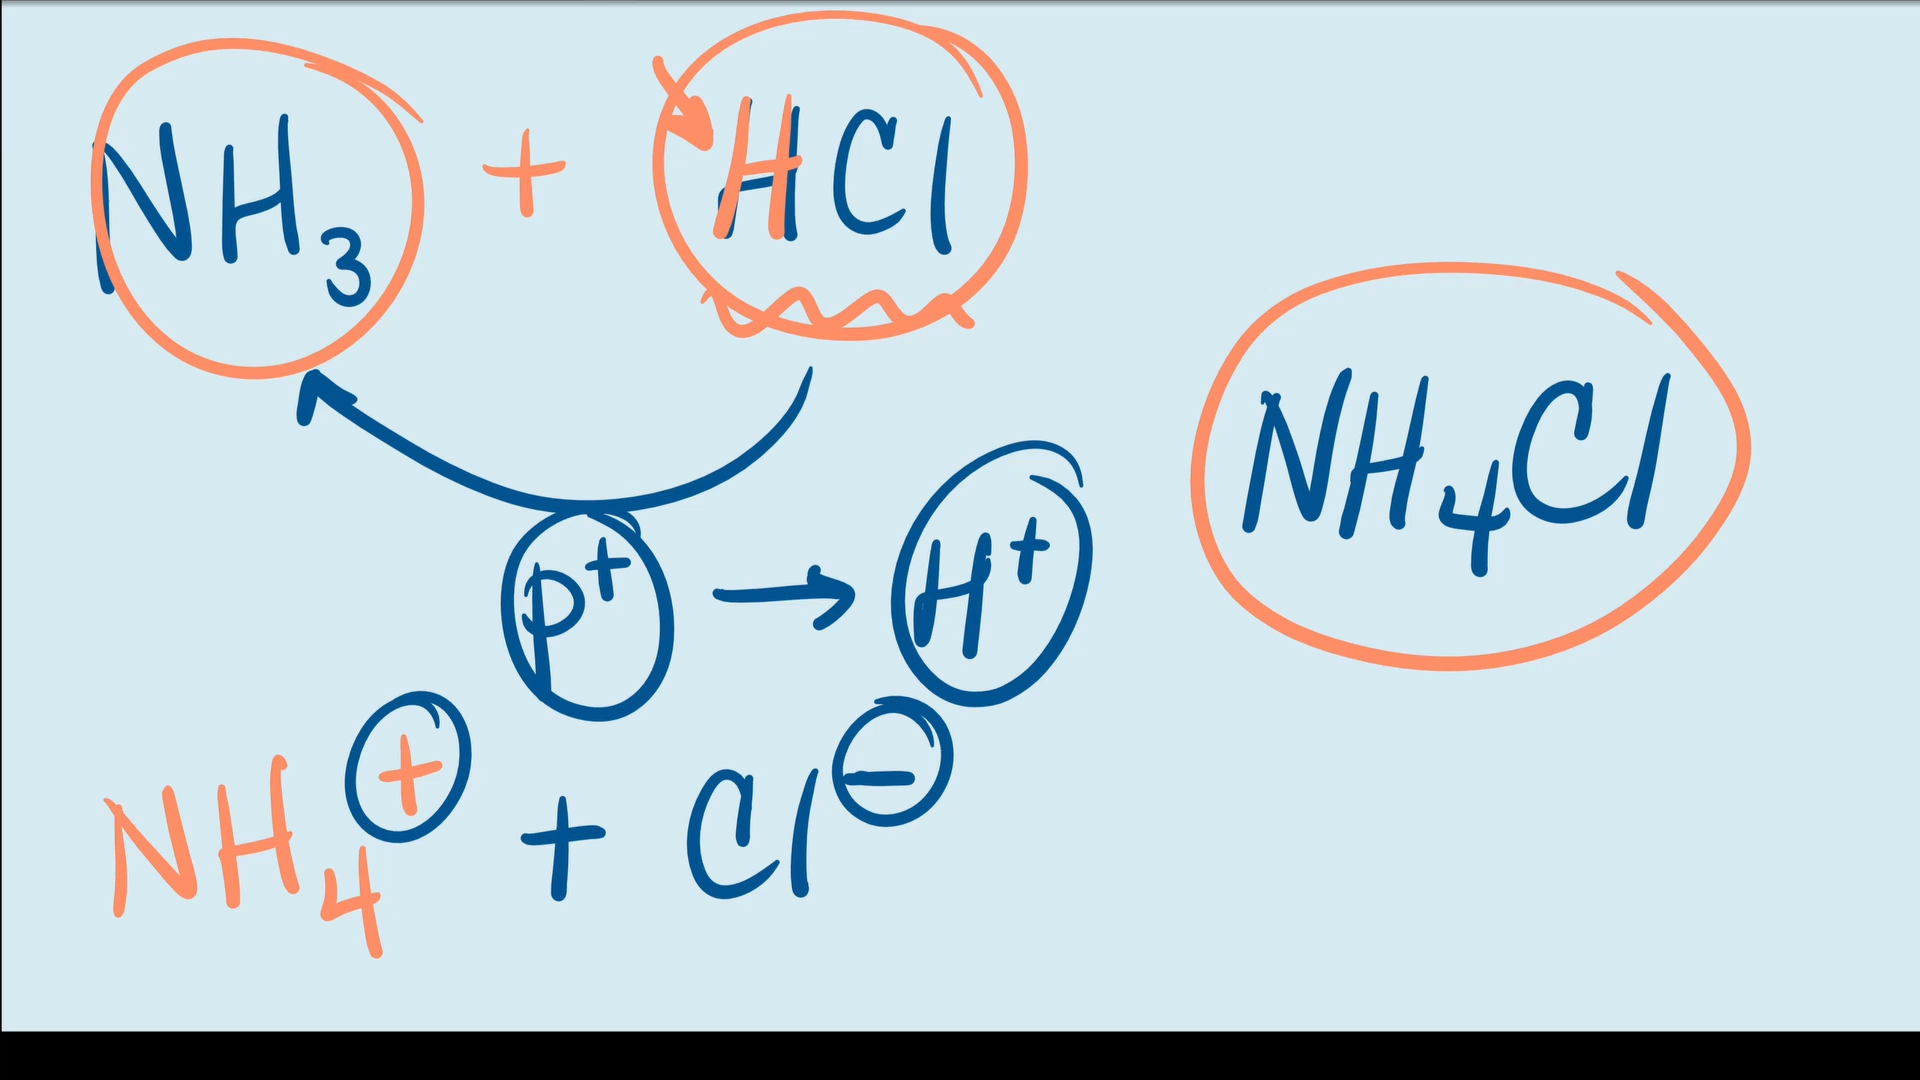 NH₃ + HCl
NH₄Cl
p⁺ → H⁺
NH₄⁺ + Cl⁻